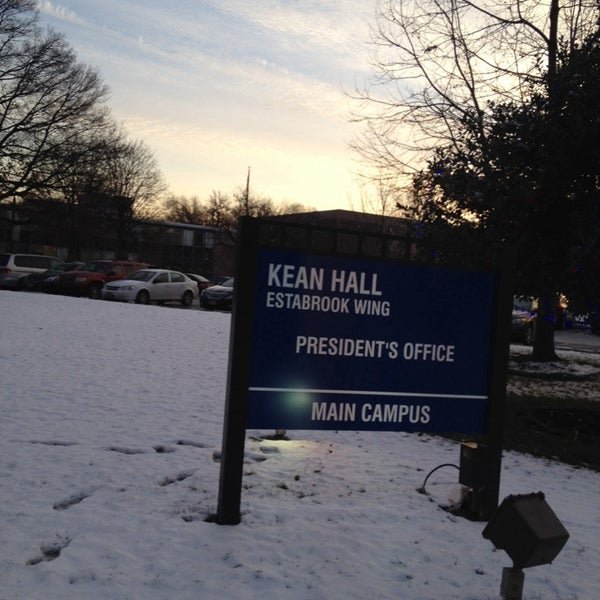 KEAN HALL
ESTABROOK WING
PRESIDENT'S OFFICE
MAIN CAMPUS